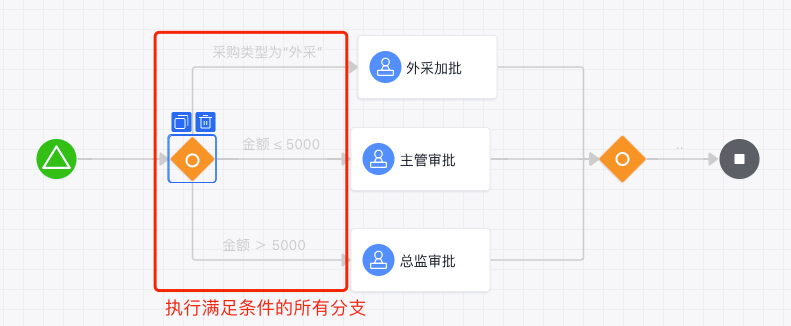 采购类型为“外采”
外采加批
金额 ≤ 5000
主管审批
..
金额 > 5000
总监审批
执行满足条件的所有分支